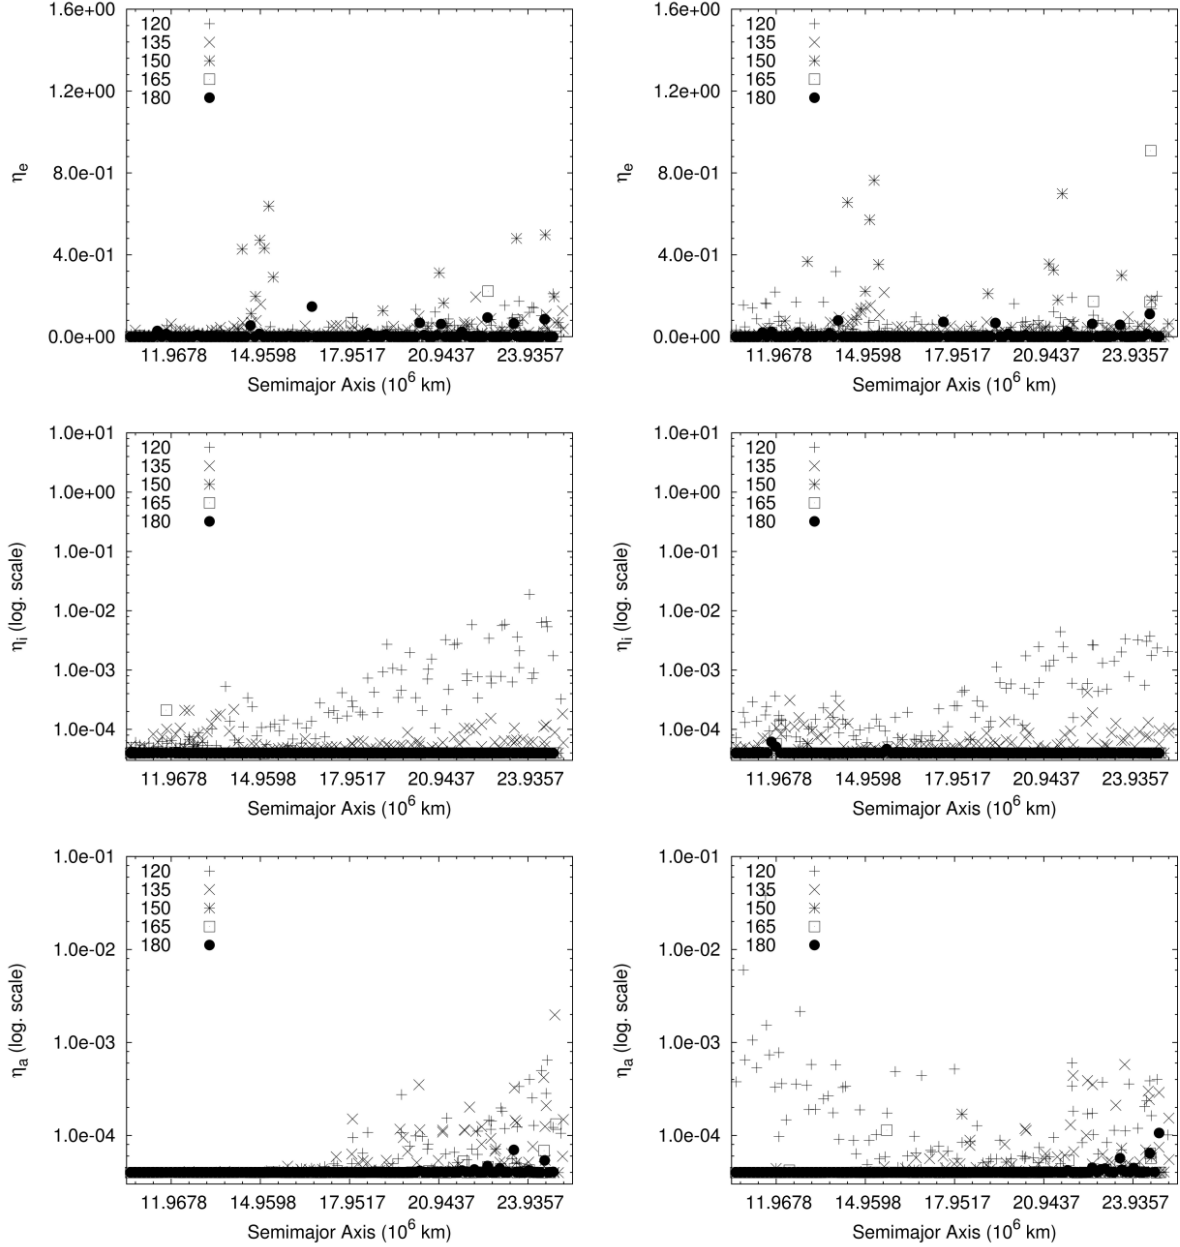 1.6e+00
1.2e+00
8.0e-01
4.0e-01
0.0e+00
ηe
120
135
150
165
180
11.9678 14.9598 17.9517 20.9437 23.9357
Semimajor Axis (10^6 km)
1.6e+00
1.2e+00
8.0e-01
4.0e-01
0.0e+00
ηe
120
135
150
165
180
11.9678 14.9598 17.9517 20.9437 23.9357
Semimajor Axis (10^6 km)
1.0e+01
1.0e+00
1.0e-01
1.0e-02
1.0e-03
1.0e-04
ηi (log. scale)
120
135
150
165
180
11.9678 14.9598 17.9517 20.9437 23.9357
Semimajor Axis (10^6 km)
1.0e+01
1.0e+00
1.0e-01
1.0e-02
1.0e-03
1.0e-04
ηi (log. scale)
120
135
150
165
180
11.9678 14.9598 17.9517 20.9437 23.9357
Semimajor Axis (10^6 km)
1.0e-01
1.0e-02
1.0e-03
1.0e-04
ηa (log. scale)
120
135
150
165
180
11.9678 14.9598 17.9517 20.9437 23.9357
Semimajor Axis (10^6 km)
1.0e-01
1.0e-02
1.0e-03
1.0e-04
ηa (log. scale)
120
135
150
165
180
11.9678 14.9598 17.9517 20.9437 23.9357
Semimajor Axis (10^6 km)